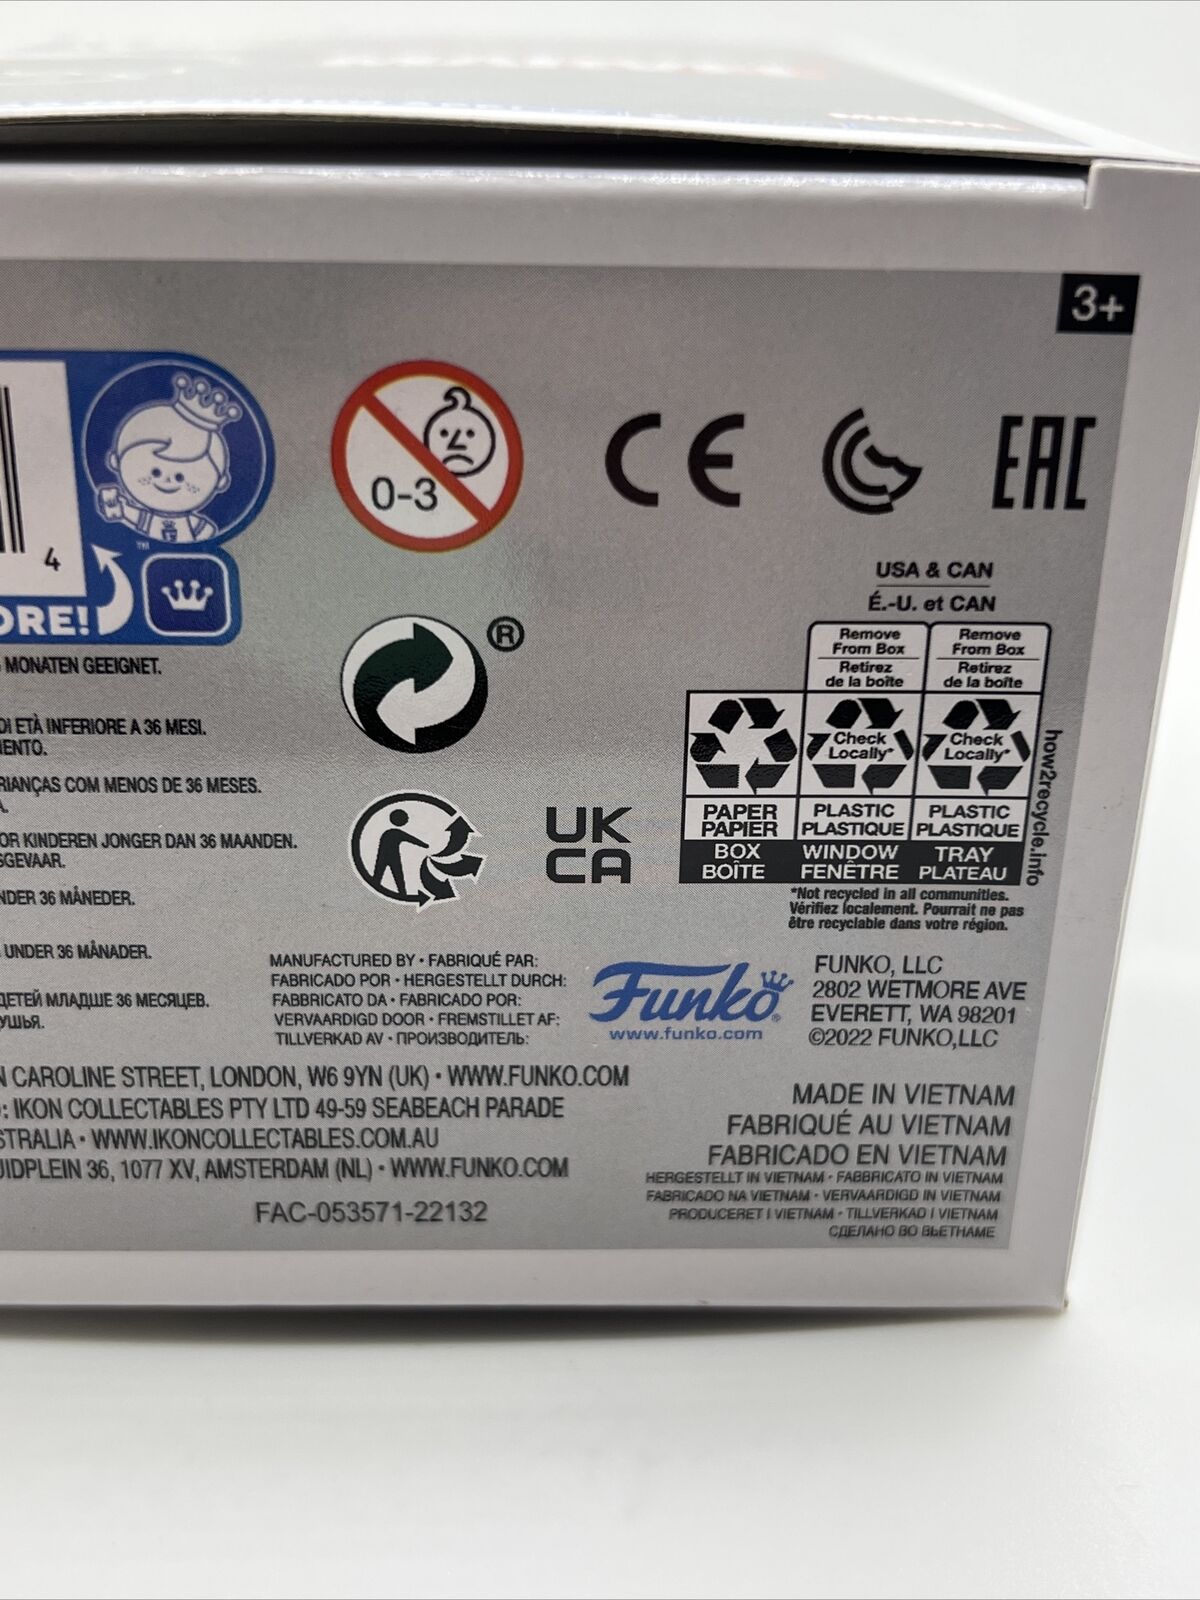 3+
0-3
CE
EAC
4
TM
ORE!
®
USA & CAN
É.-U. et CAN
Remove From Box
Retirez de la boîte
Remove From Box
Retirez de la boîte
Check Locally*
Check Locally*
PAPER
PAPIER
PLASTIC
PLASTIQUE
PLASTIC
PLASTIQUE
BOX
BOÎTE
WINDOW
FENÊTRE
TRAY
PLATEAU
how2recycle.info
*Not recycled in all communities.
Vérifiez localement. Pourrait ne pas
être recyclable dans votre région.
UK
CA
MONATEN GEEIGNET.
DI ETÀ INFERIORE A 36 MESI.
COM MENOS DE 36 MESES.
KINDEREN JONGER DAN 36 MAANDEN.
36 MÅNEDER.
UNDER 36 MÅNADER.
МЛАДШЕ 36 МЕСЯЦЕВ.
MANUFACTURED BY • FABRIQUÉ PAR:
FABRICADO POR • HERGESTELLT DURCH:
FABBRICATO DA • FABRICADO POR:
VERVAARDIGD DOOR • FREMSTILLET AF:
TILLVERKAD AV • ПРОИЗВОДИТЕЛЬ:
Funko®
www.funko.com
FUNKO, LLC
2802 WETMORE AVE
EVERETT, WA 98201
©2022 FUNKO,LLC
CAROLINE STREET, LONDON, W6 9YN (UK) • WWW.FUNKO.COM
: IKON COLLECTABLES PTY LTD 49-59 SEABEACH PARADE
STRALIA • WWW.IKONCOLLECTABLES.COM.AU
UIDPLEIN 36, 1077 XV, AMSTERDAM (NL) • WWW.FUNKO.COM
FAC-053571-22132
MADE IN VIETNAM
FABRIQUÉ AU VIETNAM
FABRICADO EN VIETNAM
HERGESTELLT IN VIETNAM • FABBRICATO IN VIETNAM
FABRICADO NA VIETNAM • VERVAARDIGD IN VIETNAM
PRODUCERET I VIETNAM • TILLVERKAD I VIETNAM
СДЕЛАНО ВО ВЬЕТНАМЕ